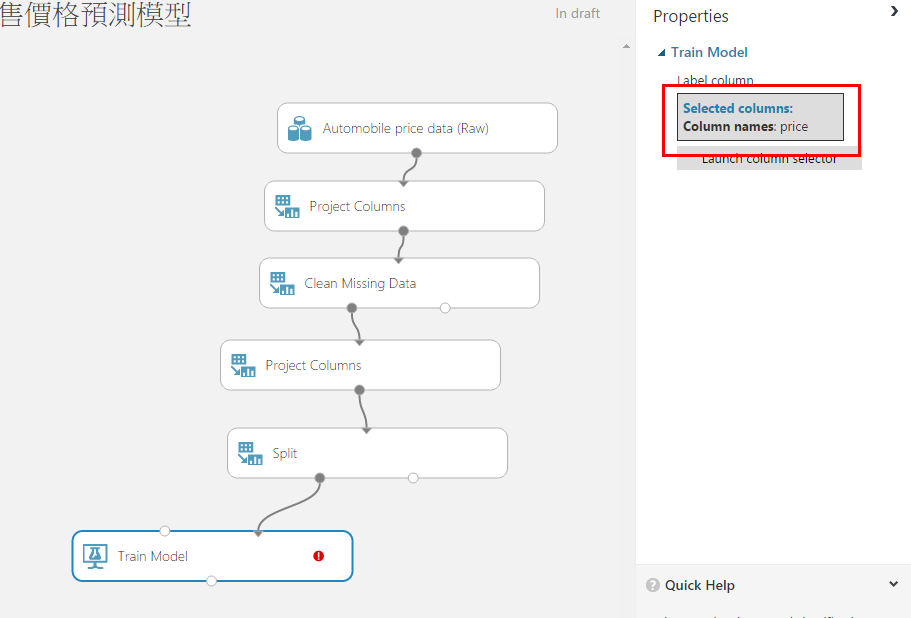 售價格預測模型
In draft
Automobile price data (Raw)
Project Columns
Clean Missing Data
Project Columns
Split
Train Model
Properties
Train Model
Label column
Selected columns:
Column names: price
Launch column selector
Quick Help